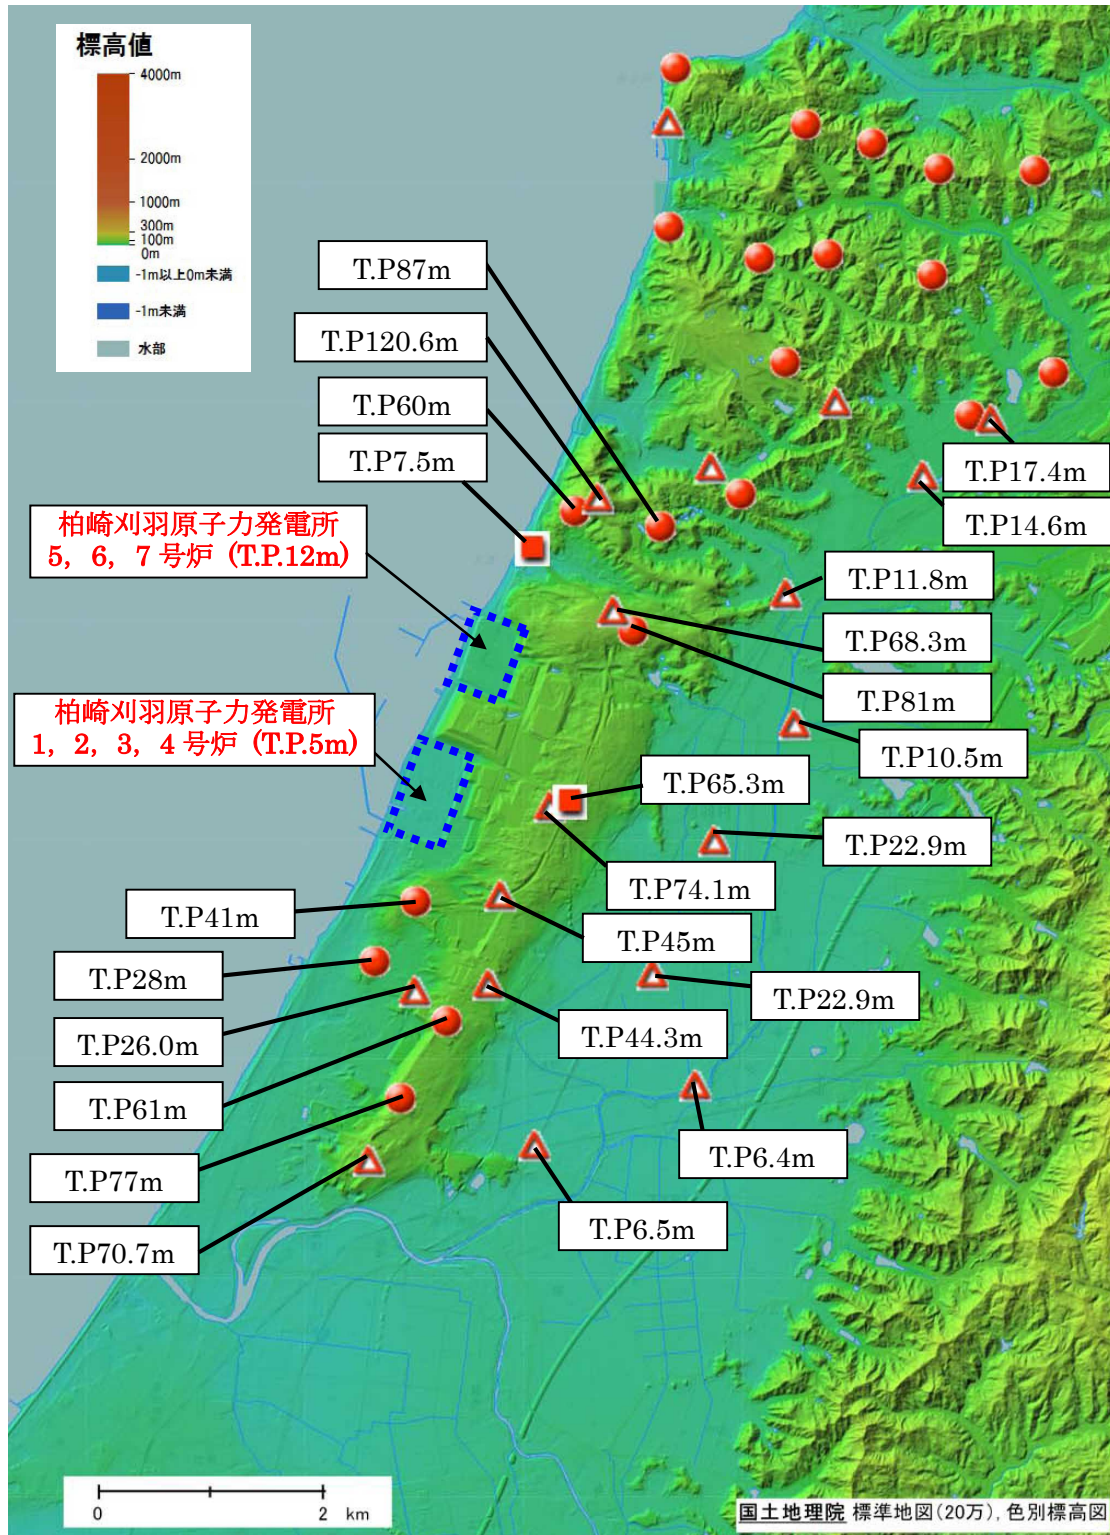 標高値
4000m
2000m
1000m
300m
100m
0m
-1m以上0m未満
-1m未満
水部
T.P87m
T.P120.6m
T.P60m
T.P7.5m
T.P17.4m
T.P14.6m
柏崎刈羽原子力発電所
5, 6, 7 号炉 (T.P.12m)
T.P11.8m
T.P68.3m
T.P81m
柏崎刈羽原子力発電所
1, 2, 3, 4 号炉 (T.P.5m)
T.P10.5m
T.P65.3m
T.P22.9m
T.P74.1m
T.P41m
T.P45m
T.P28m
T.P22.9m
T.P26.0m
T.P44.3m
T.P61m
T.P6.4m
T.P77m
T.P6.5m
T.P70.7m
0 2 km
国土地理院 標準地図(20万), 色別標高図